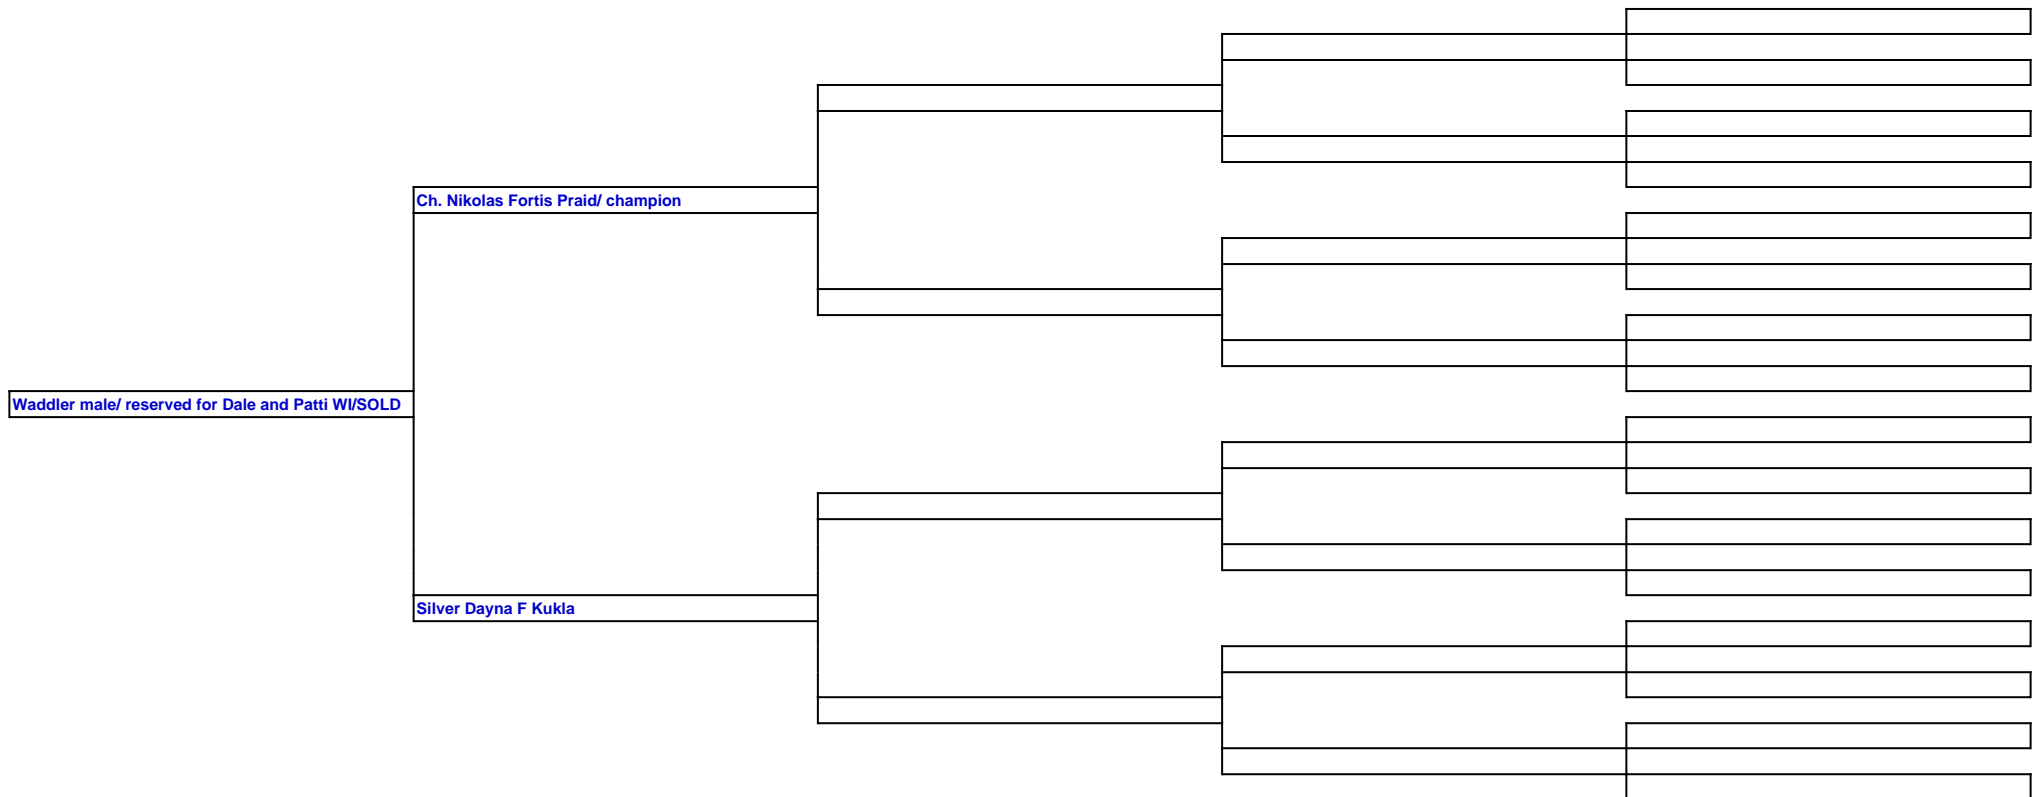 Ch. Nikolas Fortis Praid/ champion
Waddler male/ reserved for Dale and Patti WI/SOLD
Silver Dayna F Kukla